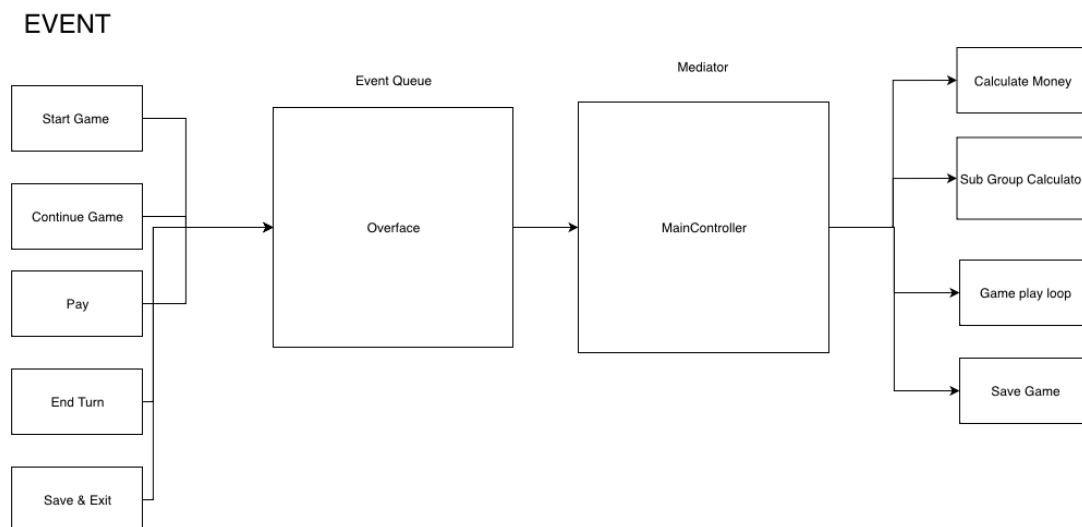 EVENT
Event Queue
Mediator
Start Game
Continue Game
Pay
End Turn
Save & Exit
Overface
MainController
Calculate Money
Sub Group Calculato
Game play loop
Save Game